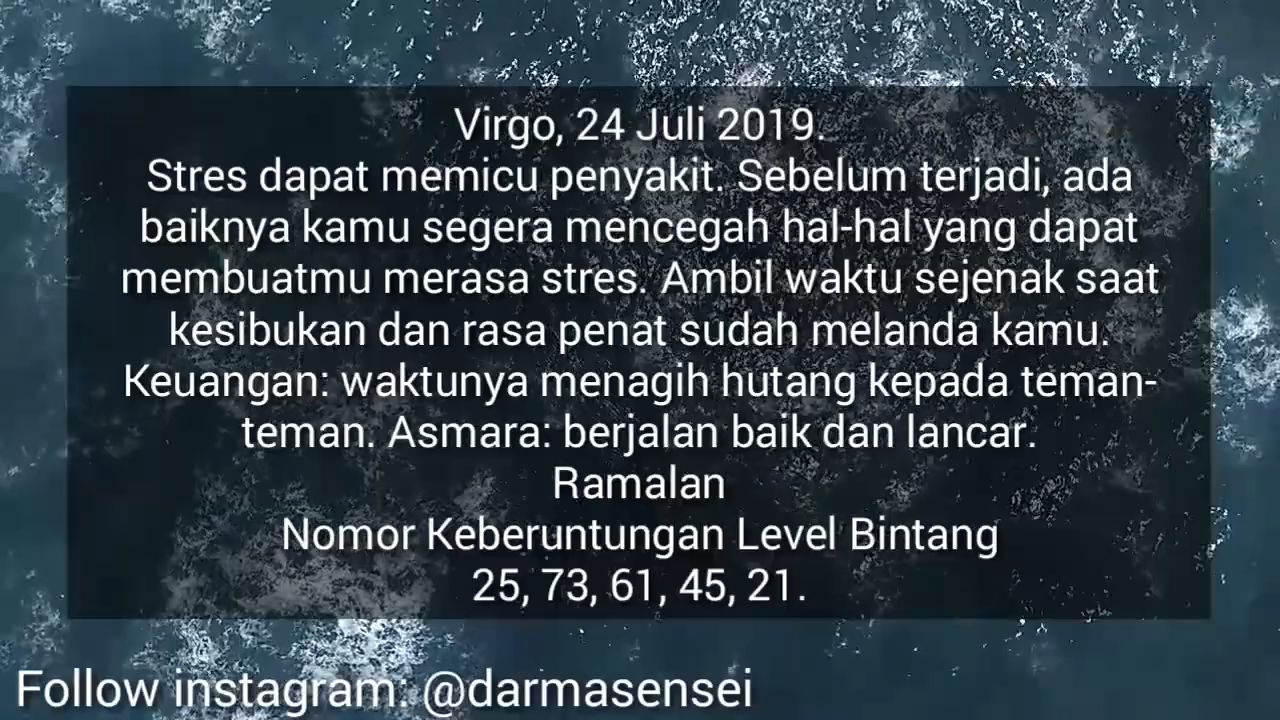 Virgo, 24 Juli 2019.
Stres dapat memicu penyakit. Sebelum terjadi, ada
baiknya kamu segera mencegah hal-hal yang dapat
membuatmu merasa stres. Ambil waktu sejenak saat
kesibukan dan rasa penat sudah melanda kamu.
Keuangan: waktunya menagih hutang kepada teman-
teman. Asmara: berjalan baik dan lancar.
Ramalan
Nomor Keberuntungan Level Bintang
25, 73, 61, 45, 21.
Follow instagram: @darmasensei